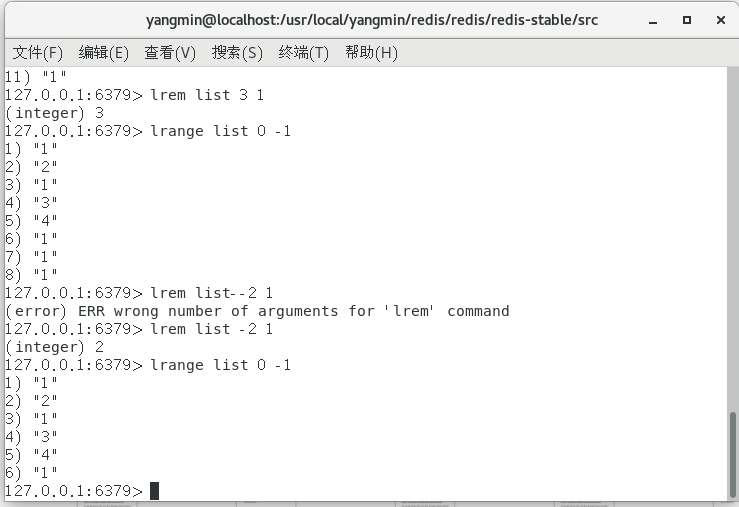 yangmin@localhost:/usr/local/yangmin/redis/redis/redis-stable/src
文件(F) 编辑(E) 查看(V) 搜索(S) 终端(T) 帮助(H)
11) "1"
127.0.0.1:6379> lrem list 3 1
(integer) 3
127.0.0.1:6379> lrange list 0 -1
1) "1"
2) "2"
3) "1"
4) "3"
5) "4"
6) "1"
7) "1"
8) "1"
127.0.0.1:6379> lrem list--2 1
(error) ERR wrong number of arguments for 'lrem' command
127.0.0.1:6379> lrem list -2 1
(integer) 2
127.0.0.1:6379> lrange list 0 -1
1) "1"
2) "2"
3) "1"
4) "3"
5) "4"
6) "1"
127.0.0.1:6379>